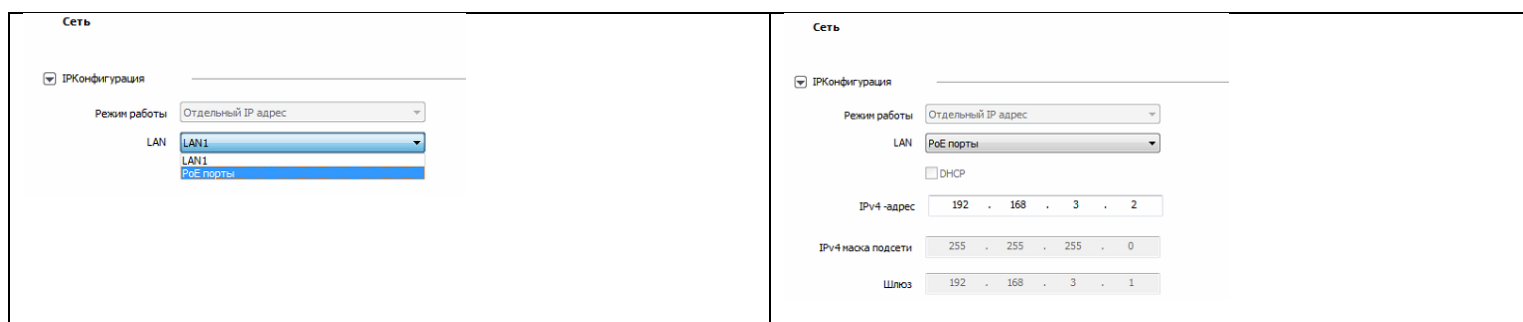 Сеть
IPКонфигурация
Режим работы Отдельный IP адрес
LAN LAN1
LAN1
PoE порты
Сеть
IPКонфигурация
Режим работы Отдельный IP адрес
LAN PoE порты
DHCP
IPv4 -адрес 192 . 168 . 3 . 2
IPv4 маска подсети 255 . 255 . 255 . 0
Шлюз 192 . 168 . 3 . 1